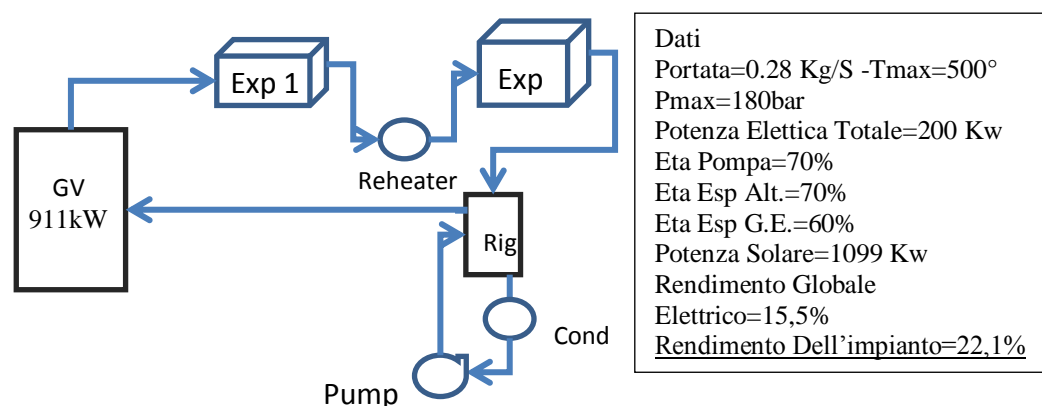 Exp 1
Exp
Reheater
GV
911kW
Rig
Cond
Pump
Dati
Portata=0.28 Kg/S -Tmax=500°
Pmax=180bar
Potenza Elettica Totale=200 Kw
Eta Pompa=70%
Eta Esp Alt.=70%
Eta Esp G.E.=60%
Potenza Solare=1099 Kw
Rendimento Globale
Elettrico=15,5%
Rendimento Dell’impianto=22,1%